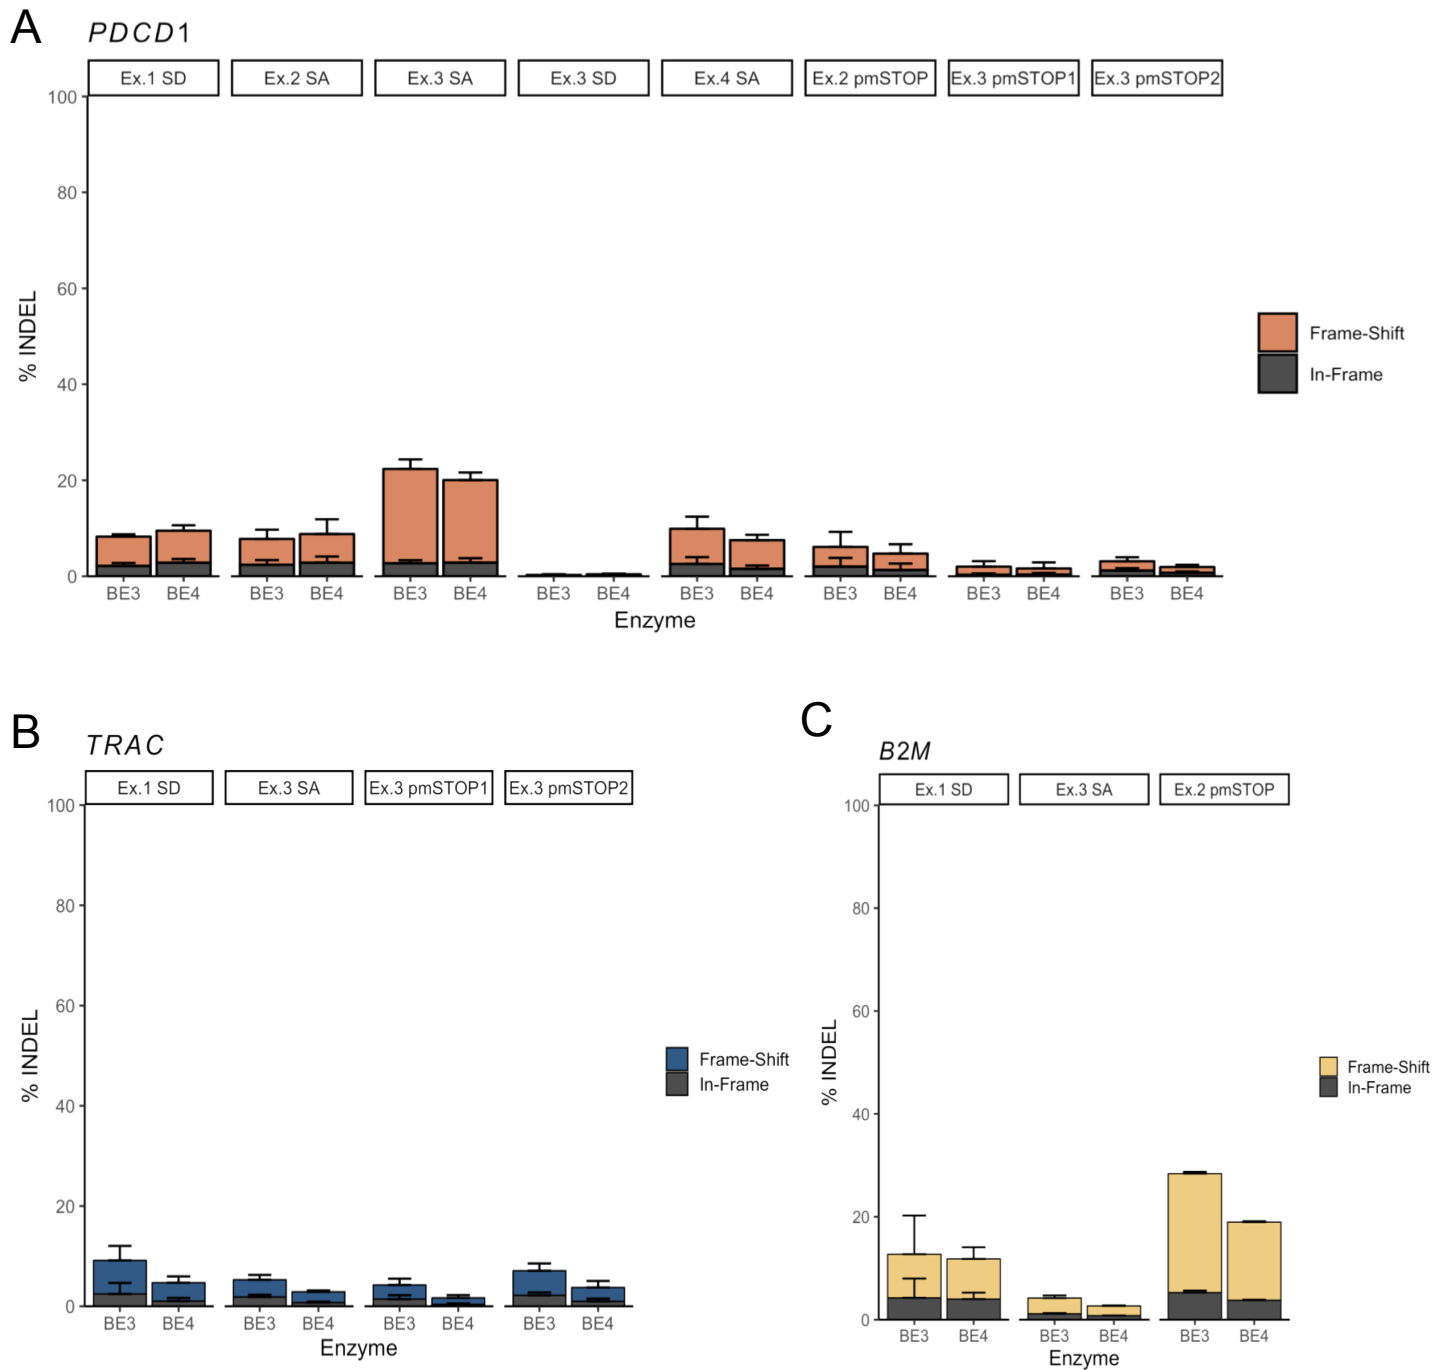 A
PDCD1
Ex.1 SD Ex.2 SA Ex.3 SA Ex.3 SD Ex.4 SA Ex.2 pmSTOP Ex.3 pmSTOP1 Ex.3 pmSTOP2
100
80
60
40
20
0
% INDEL
BE3 BE4 BE3 BE4 BE3 BE4 BE3 BE4 BE3 BE4 BE3 BE4 BE3 BE4 BE3 BE4
Enzyme
Frame-Shift
In-Frame
B
TRAC
Ex.1 SD Ex.3 SA Ex.3 pmSTOP1 Ex.3 pmSTOP2
100
80
60
40
20
0
% INDEL
BE3 BE4 BE3 BE4 BE3 BE4 BE3 BE4
Enzyme
Frame-Shift
In-Frame
C
B2M
Ex.1 SD Ex.3 SA Ex.2 pmSTOP
100
80
60
40
20
0
% INDEL
BE3 BE4 BE3 BE4 BE3 BE4
Enzyme
Frame-Shift
In-Frame